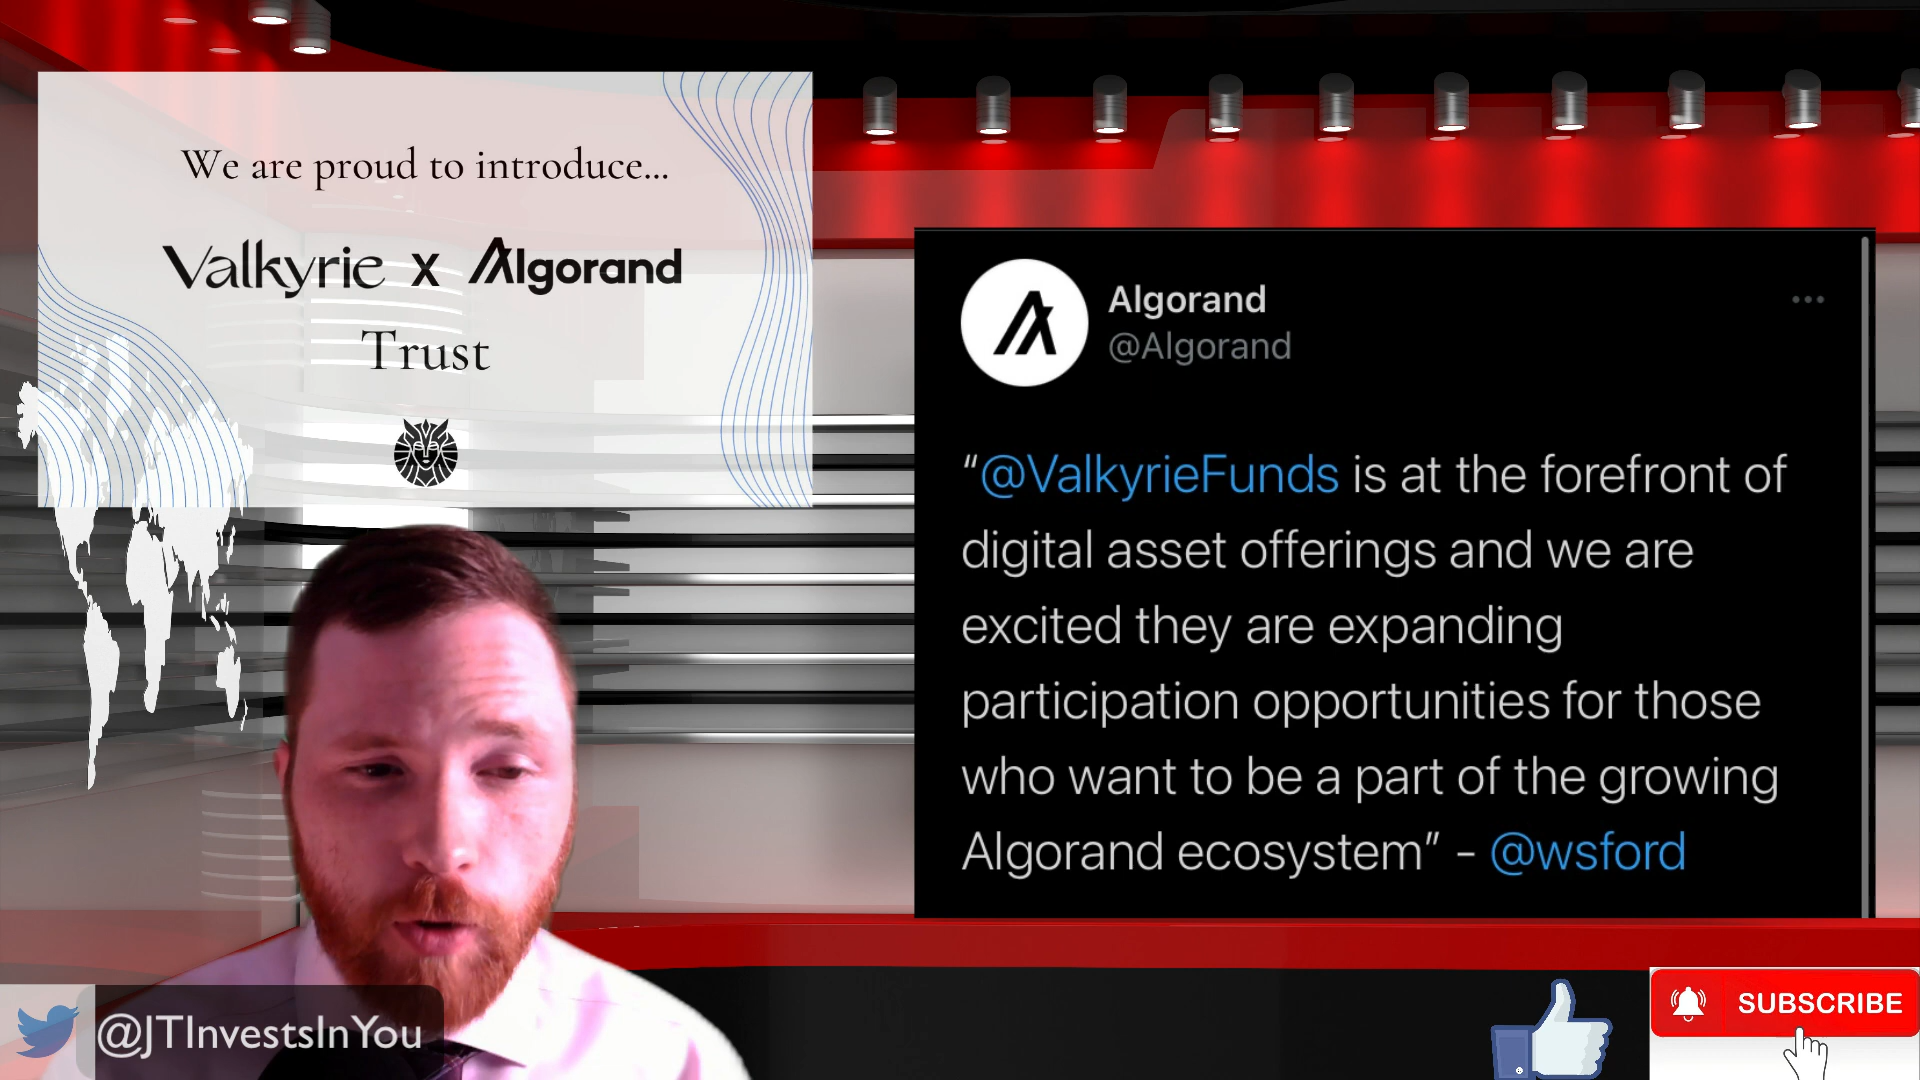 We are proud to introduce...
Valkyrie x Algorand
Trust
Algorand
@Algorand
“@ValkyrieFunds is at the forefront of
digital asset offerings and we are
excited they are expanding
participation opportunities for those
who want to be a part of the growing
Algorand ecosystem” - @wsford
@JTInvestsInYou
SUBSCRIBE